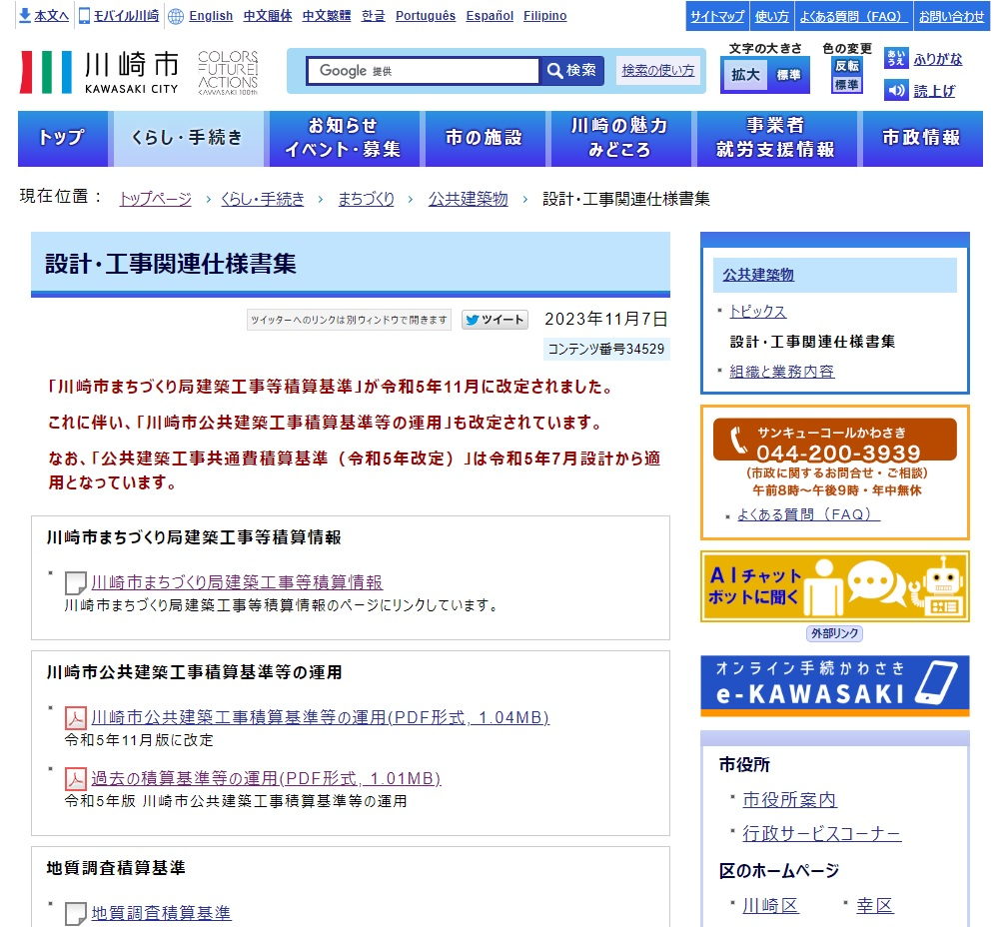 本文へ モバイル川崎 English 中文簡体 中文繁體 한글 Português Español Filipino
サイトマップ 使い方 よくある質問（FAQ） お問い合わせ
川崎市
KAWASAKI CITY
COLORS
FUTURE!
ACTIONS
KAWASAKI 100th
Google 提供
検索
検索の使い方
文字の大きさ
拡大 標準
色の変更
反転
標準
あい
うえ
ふりがな
読上げ
トップ
くらし・手続き
お知らせ
イベント・募集
市の施設
川崎の魅力
みどころ
事業者
就労支援情報
市政情報
現在位置： トップページ くらし・手続き まちづくり 公共建築物 設計・工事関連仕様書集
設計・工事関連仕様書集
ツイッターへのリンクは別ウィンドウで開きます ツイート 2023年11月7日
コンテンツ番号34529
「川崎市まちづくり局建築工事等積算基準」が令和5年11月に改定されました。
これに伴い、「川崎市公共建築工事積算基準等の運用」も改定されています。
なお、「公共建築工事共通費積算基準（令和5年改定）」は令和5年7月設計から適
用となっています。
川崎市まちづくり局建築工事等積算情報
川崎市まちづくり局建築工事等積算情報
川崎市まちづくり局建築工事等積算情報のページにリンクしています。
川崎市公共建築工事積算基準等の運用
川崎市公共建築工事積算基準等の運用(PDF形式, 1.04MB)
令和5年11月版に改定
過去の積算基準等の運用(PDF形式, 1.01MB)
令和5年版 川崎市公共建築工事積算基準等の運用
地質調査積算基準
地質調査積算基準
公共建築物
トピックス
設計・工事関連仕様書集
組織と業務内容
サンキューコールかわさき
044-200-3939
（市政に関するお問合せ・ご相談）
午前8時〜午後9時・年中無休
よくある質問（FAQ）
AIチャット
ボットに聞く
外部リンク
オンライン手続かわさき
e-KAWASAKI
市役所
市役所案内
行政サービスコーナー
区のホームページ
川崎区 幸区